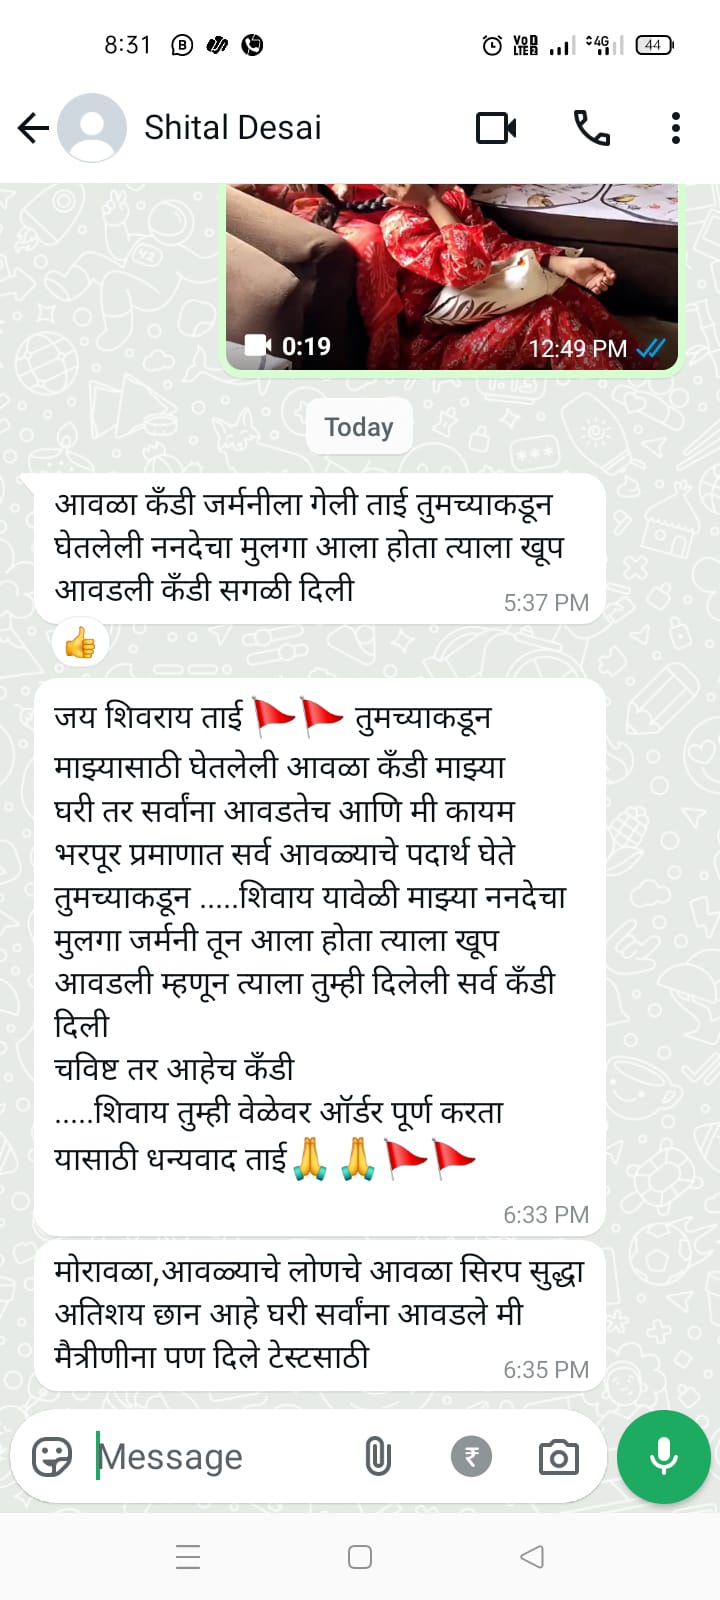 8:31
4G
44
Shital Desai
0:19
12:49 PM
Today
आवळा कँडी जर्मनीला गेली ताई तुमच्याकडून
घेतलेली ननदेचा मुलगा आला होता त्याला खूप
आवडली कँडी सगळी दिली
5:37 PM
👍
जय शिवराय ताई 🚩🚩 तुमच्याकडून
माझ्यासाठी घेतलेली आवळा कँडी माझ्या
घरी तर सर्वांना आवडतेच आणि मी कायम
भरपूर प्रमाणात सर्व आवळ्याचे पदार्थ घेते
तुमच्याकडून .....शिवाय यावेळी माझ्या ननदेचा
मुलगा जर्मनी तून आला होता त्याला खूप
आवडली म्हणून त्याला तुम्ही दिलेली सर्व कँडी
दिली
चविष्ट तर आहेच कँडी
.....शिवाय तुम्ही वेळेवर ऑर्डर पूर्ण करता
यासाठी धन्यवाद ताई🙏 🙏🚩🚩
6:33 PM
मोरावळा,आवळ्याचे लोणचे आवळा सिरप सुद्धा
अतिशय छान आहे घरी सर्वांना आवडले मी
मैत्रीणीना पण दिले टेस्टसाठी
6:35 PM
Message